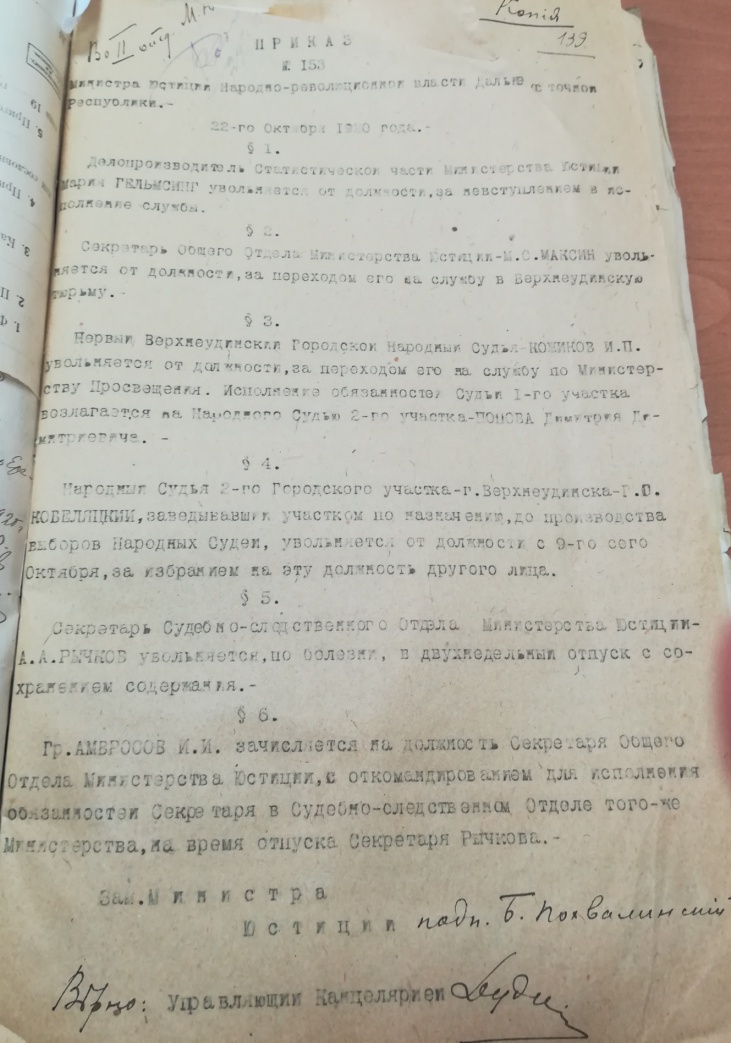 Копія
Во II отд. М. Ю
139
ПРИКАЗ
№ 153
Министра Юстиции Народно-революционной власти Дальне в точной
Республики.-
22-го Октября 1920 года.-
§ 1.
Делопроизводитель Статистической части Министерства Юстиции
Мария ГЕЛЬМСИНГ увольняется от должности,за невступлением в ис-
полнение службы.
§ 2.
Секретарь Общего Отдела Министерства Юстиции-М.С.МАКСИН уволь-
няется от должности,за переходом его на службу в Верхнеудинскую
тюрьму.-
§ 3.
Первый Верхнеудинский Городской Народный Судья-КОЖИКОВ И.П.
увольняется от должности,за переходом его на службу по Министер-
ству Просвещения. Исполнение обязанностей Судьи I-го участка
возлагается на Народного Судью 2-го участка-ПОПОВА Димитрия Ди-
митриевича. -
§ 4.
Народный Судья 2-го Городского участка-г.Верхнеудинска-
КОБЕЛЯЦКИЙ,заведывавший участком по назначению,до производства
выборов Народных Судей, увольняется от должности с 9-го сего
Октября,за избранием на эту должность другого лица.
§ 5.
Секретарь Судебно-следственного Отдела Министерства Юстиции-
А.А.РЫЧКОВ увольняется,по болезни, в двухнедельный отпуск с со-
хранением содержания.-
§ 6.
Гр.АМВРОСОВ И.И. зачисляется на должность Секретаря Общего
Отдела Министерства Юстиции,с откомандированием для исполнения
обязанностей Секретаря в Судебно-следственном Отделе того-же
Министерства,на время отпуска Секретаря Рычкова.-
Зам.Министра
Юстиции подп. Б. Похвалинскій
Вѣрно: Управляющий Канцелярией